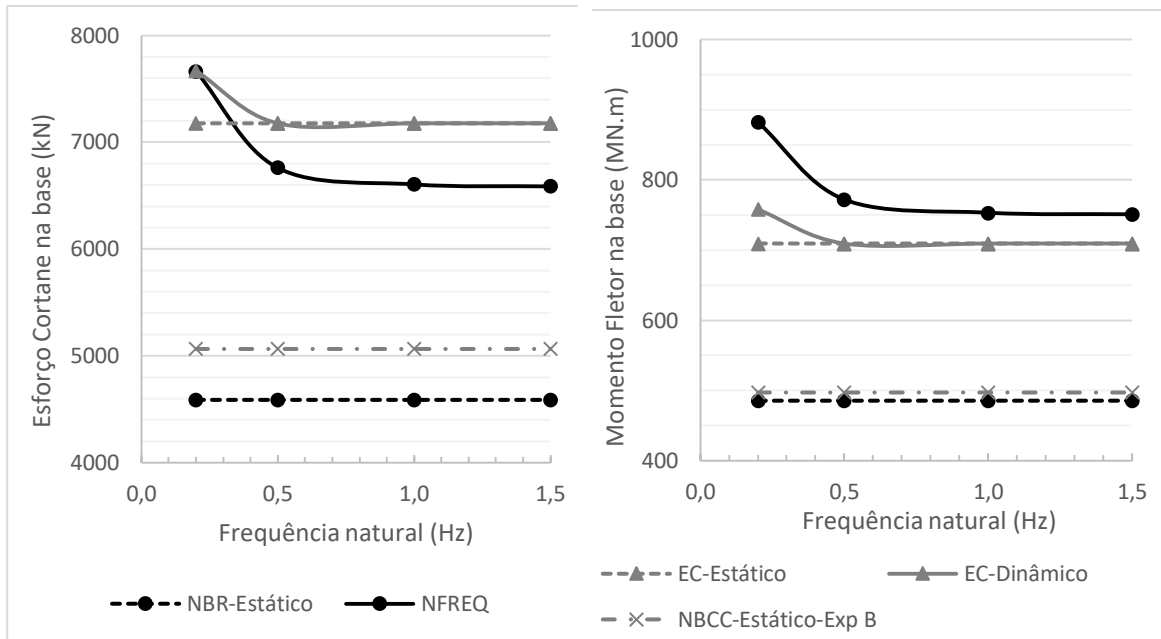 Esforço Cortane na base (kN)
8000
7000
6000
5000
4000
0,0 0,5 1,0 1,5
Frequência natural (Hz)
NBR-Estático NFREQ
Momento Fletor na base (MN.m)
1000
800
600
400
0,0 0,5 1,0 1,5
Frequência natural (Hz)
EC-Estático EC-Dinâmico
NBCC-Estático-Exp B